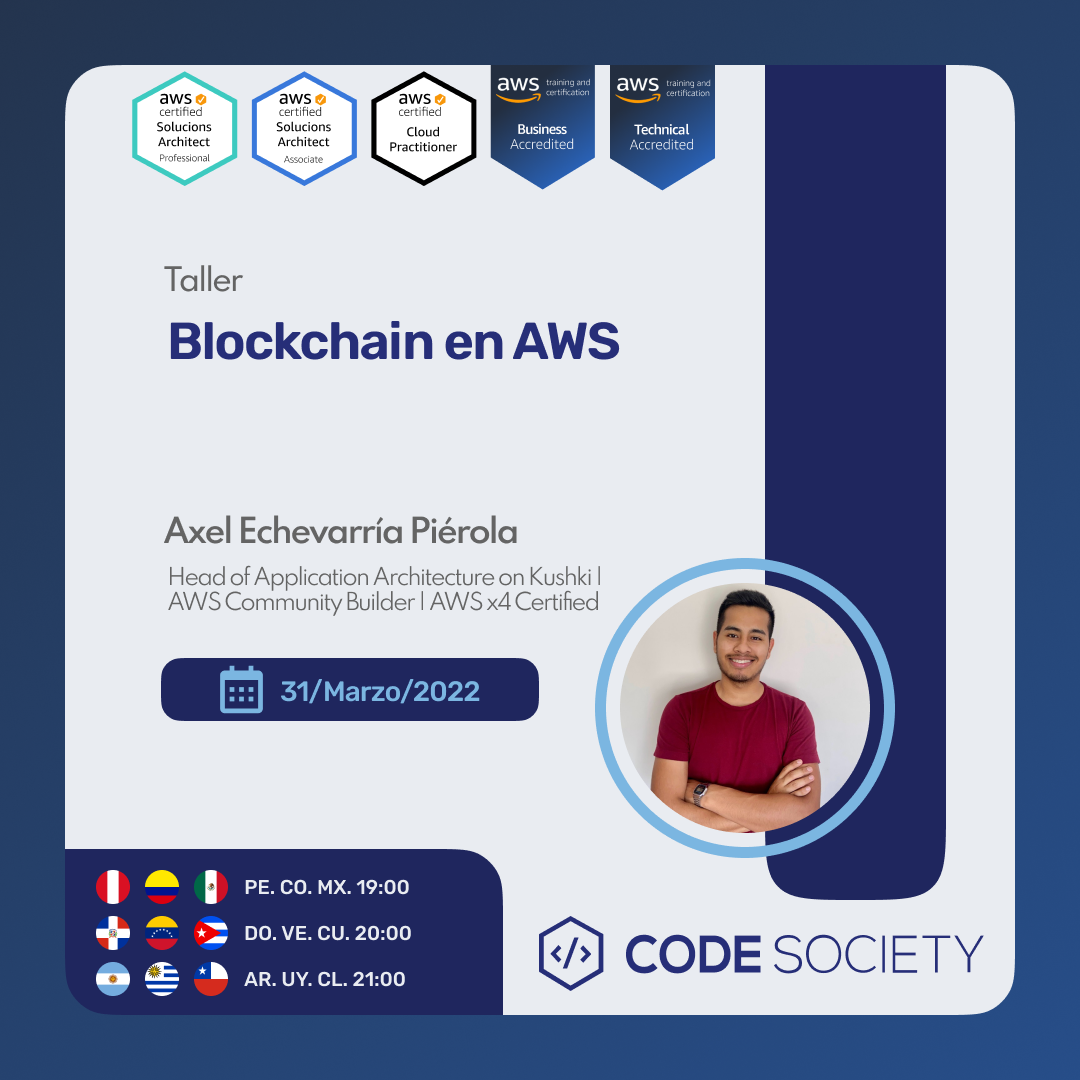 aws
certified
Solucions
Architect
Professional
aws
certified
Solucions
Architect
Associate
aws
certified
Cloud
Practitioner
aws training and
certification
Business
Accredited
aws training and
certification
Technical
Accredited
Taller
Blockchain en AWS
Axel Echevarría Piérola
Head of Application Architecture on Kushki |
AWS Community Builder | AWS x4 Certified
31/Marzo/2022
PE. CO. MX. 19:00
DO. VE. CU. 20:00
AR. UY. CL. 21:00
</> CODE SOCIETY